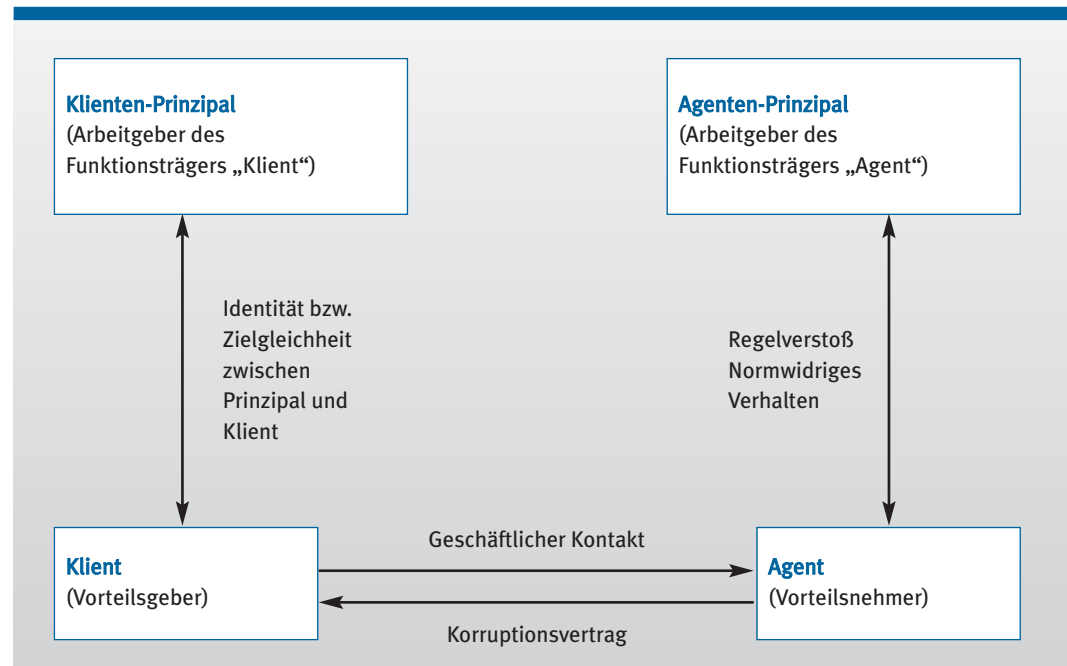 Klienten-Prinzipal
(Arbeitgeber des
Funktionsträgers „Klient“)
Agenten-Prinzipal
(Arbeitgeber des
Funktionsträgers „Agent“)
Identität bzw.
Zielgleichheit
zwischen
Prinzipal und
Klient
Regelverstoß
Normwidriges
Verhalten
Klient
(Vorteilsgeber)
Geschäftlicher Kontakt
Korruptionsvertrag
Agent
(Vorteilsnehmer)